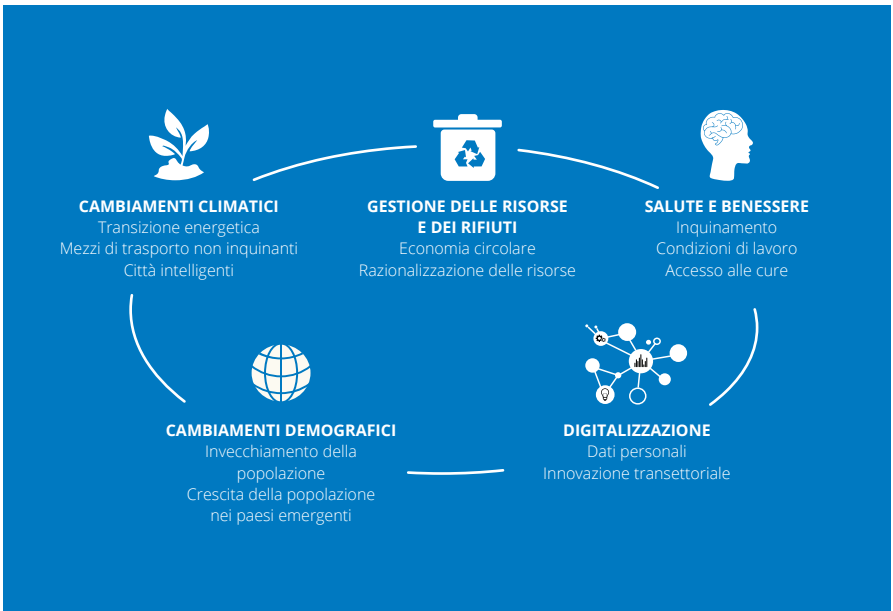 CAMBIAMENTI CLIMATICI
Transizione energetica
Mezzi di trasporto non inquinanti
Città intelligenti
GESTIONE DELLE RISORSE
E DEI RIFIUTI
Economia circolare
Razionalizzazione delle risorse
SALUTE E BENESSERE
Inquinamento
Condizioni di lavoro
Accesso alle cure
CAMBIAMENTI DEMOGRAFICI
Invecchiamento della
popolazione
Crescita della popolazione
nei paesi emergenti
DIGITALIZZAZIONE
Dati personali
Innovazione transettoriale